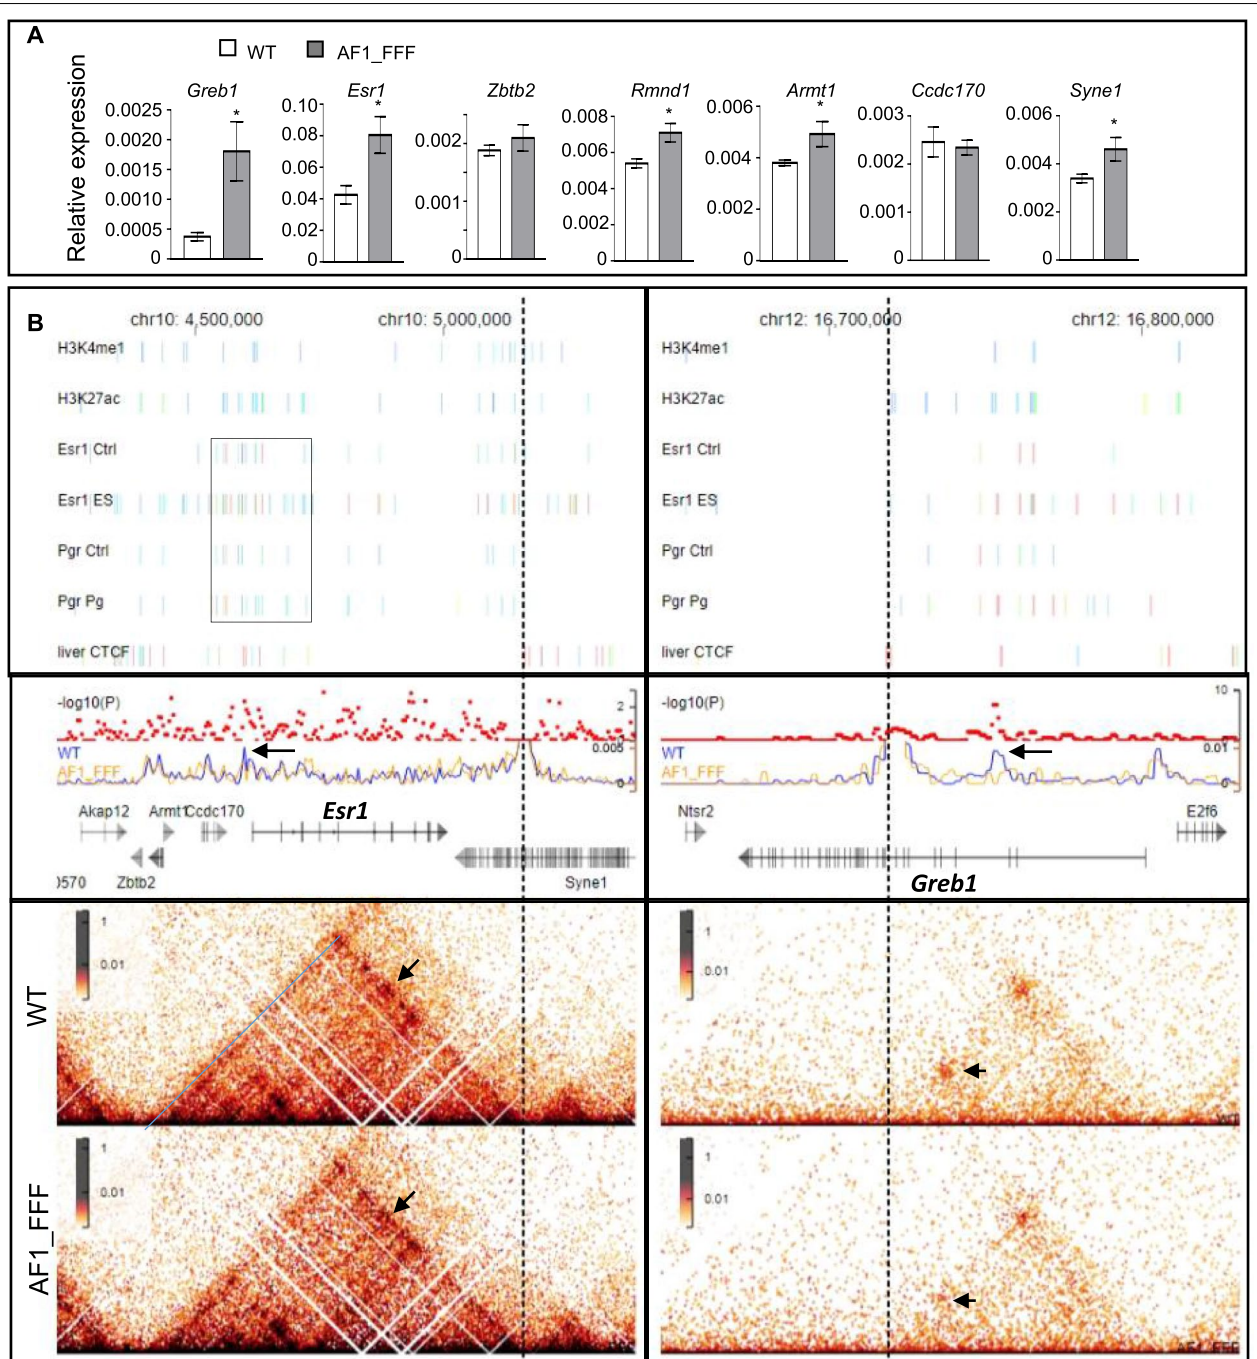 A
WT AF1_FFF
Relative expression
Greb1 Esr1 Zbtb2 Rmnd1 Armt1 Ccdc170 Syne1
* * * * *
0.0025 0.0020 0.0015 0.0010 0.0005 0
0.10 0.08 0.06 0.04 0.02 0
0.002 0.001 0
0.008 0.006 0.004 0.002 0
0.006 0.004 0.002 0
0.003 0.002 0.001 0
0.006 0.004 0.002 0
B
chr10: 4,500,000 chr10: 5,000,000 chr12: 16,700,000 chr12: 16,800,000
H3K4me1 H3K4me1
H3K27ac H3K27ac
Esr1 Ctrl Esr1 Ctrl
Esr1 ES Esr1 ES
Pgr Ctrl Pgr Ctrl
Pgr Pg Pgr Pg
liver CTCF liver CTCF
-log10(P) 2 -log10(P) 10
WT 0.005 WT 0.01
AF1_FFF 0 AF1_FFF 0
Akap12 Armt1 Ccdc170 Esr1 Ntsr2 E2f6
0570 Zbtb2 Syne1 Greb1
WT
1 1
0.01 .01
WT
AF1_FFF
1 1
0.01 0.01
AF1_FFF